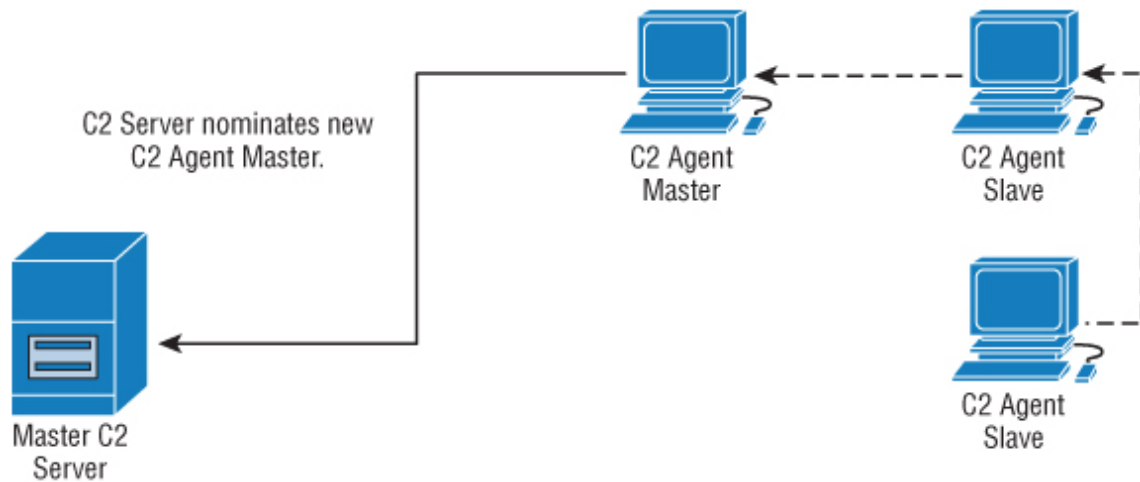 C2 Server nominates new
C2 Agent Master.
C2 Agent
Master
C2 Agent
Slave
C2 Agent
Slave
Master C2
Server